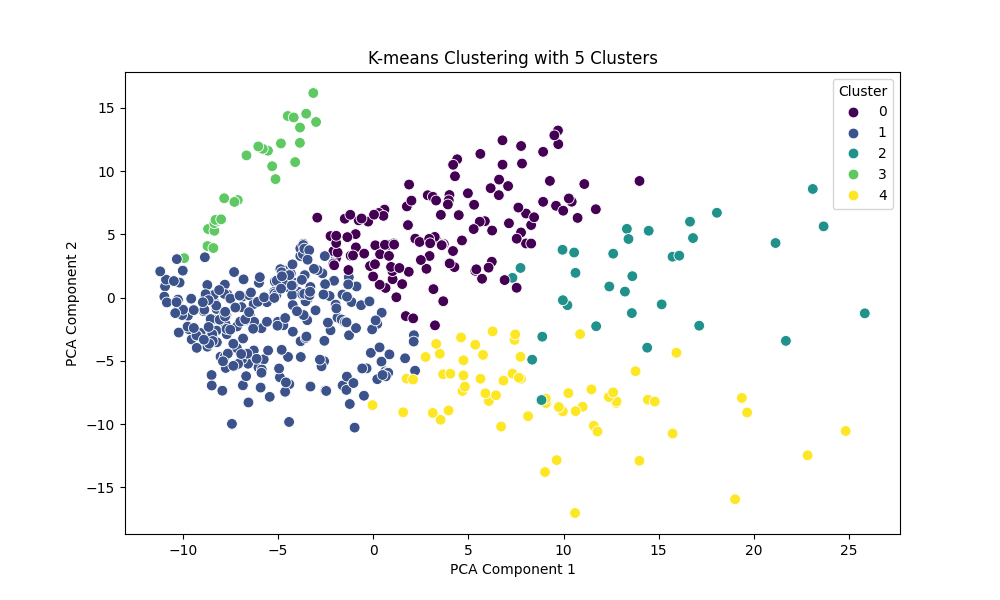 K-means Clustering with 5 Clusters
Cluster
0
1
2
3
4
PCA Component 2
15
10
5
0
−5
−10
−15
−10 −5 0 5 10 15 20 25
PCA Component 1